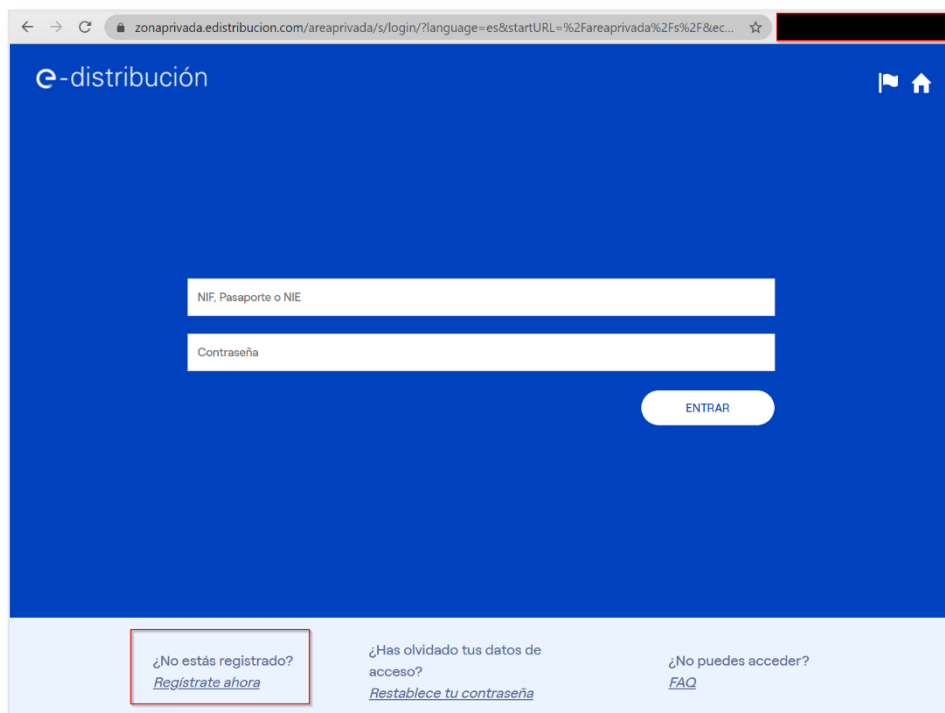 zonaprivada.edistribucion.com/areaprivada/s/login/?language=es&startURL=%2Fareaprivada%2Fs%2F&ec...
e-distribución
NIF, Pasaporte o NIE
Contraseña
ENTRAR
¿No estás registrado?
Regístrate ahora
¿Has olvidado tus datos de
acceso?
Restablece tu contraseña
¿No puedes acceder?
FAQ